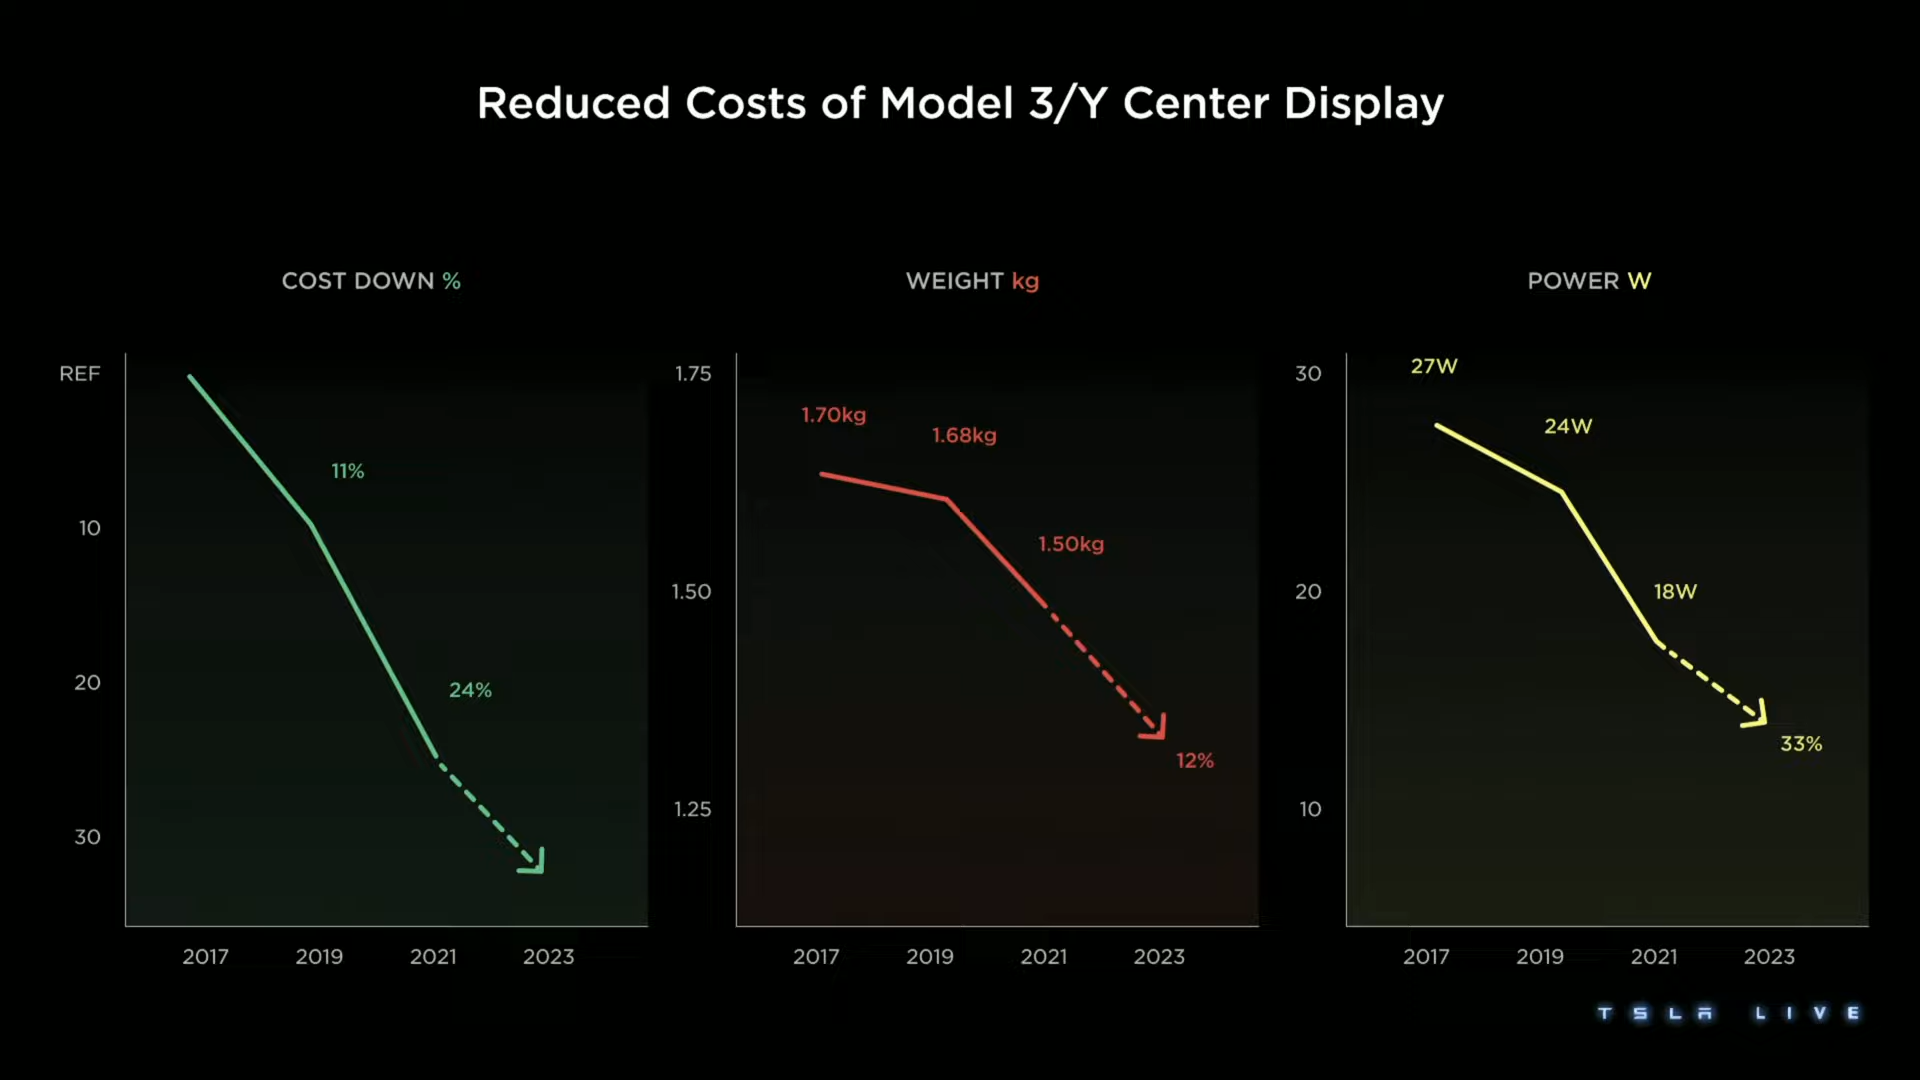 Reduced Costs of Model 3/Y Center Display
COST DOWN %
REF
10
20
30
11%
24%
2017 2019 2021 2023
WEIGHT kg
1.75
1.50
1.25
1.70kg
1.68kg
1.50kg
12%
2017 2019 2021 2023
POWER W
30
20
10
27W
24W
18W
33%
2017 2019 2021 2023
TSLA LIVE